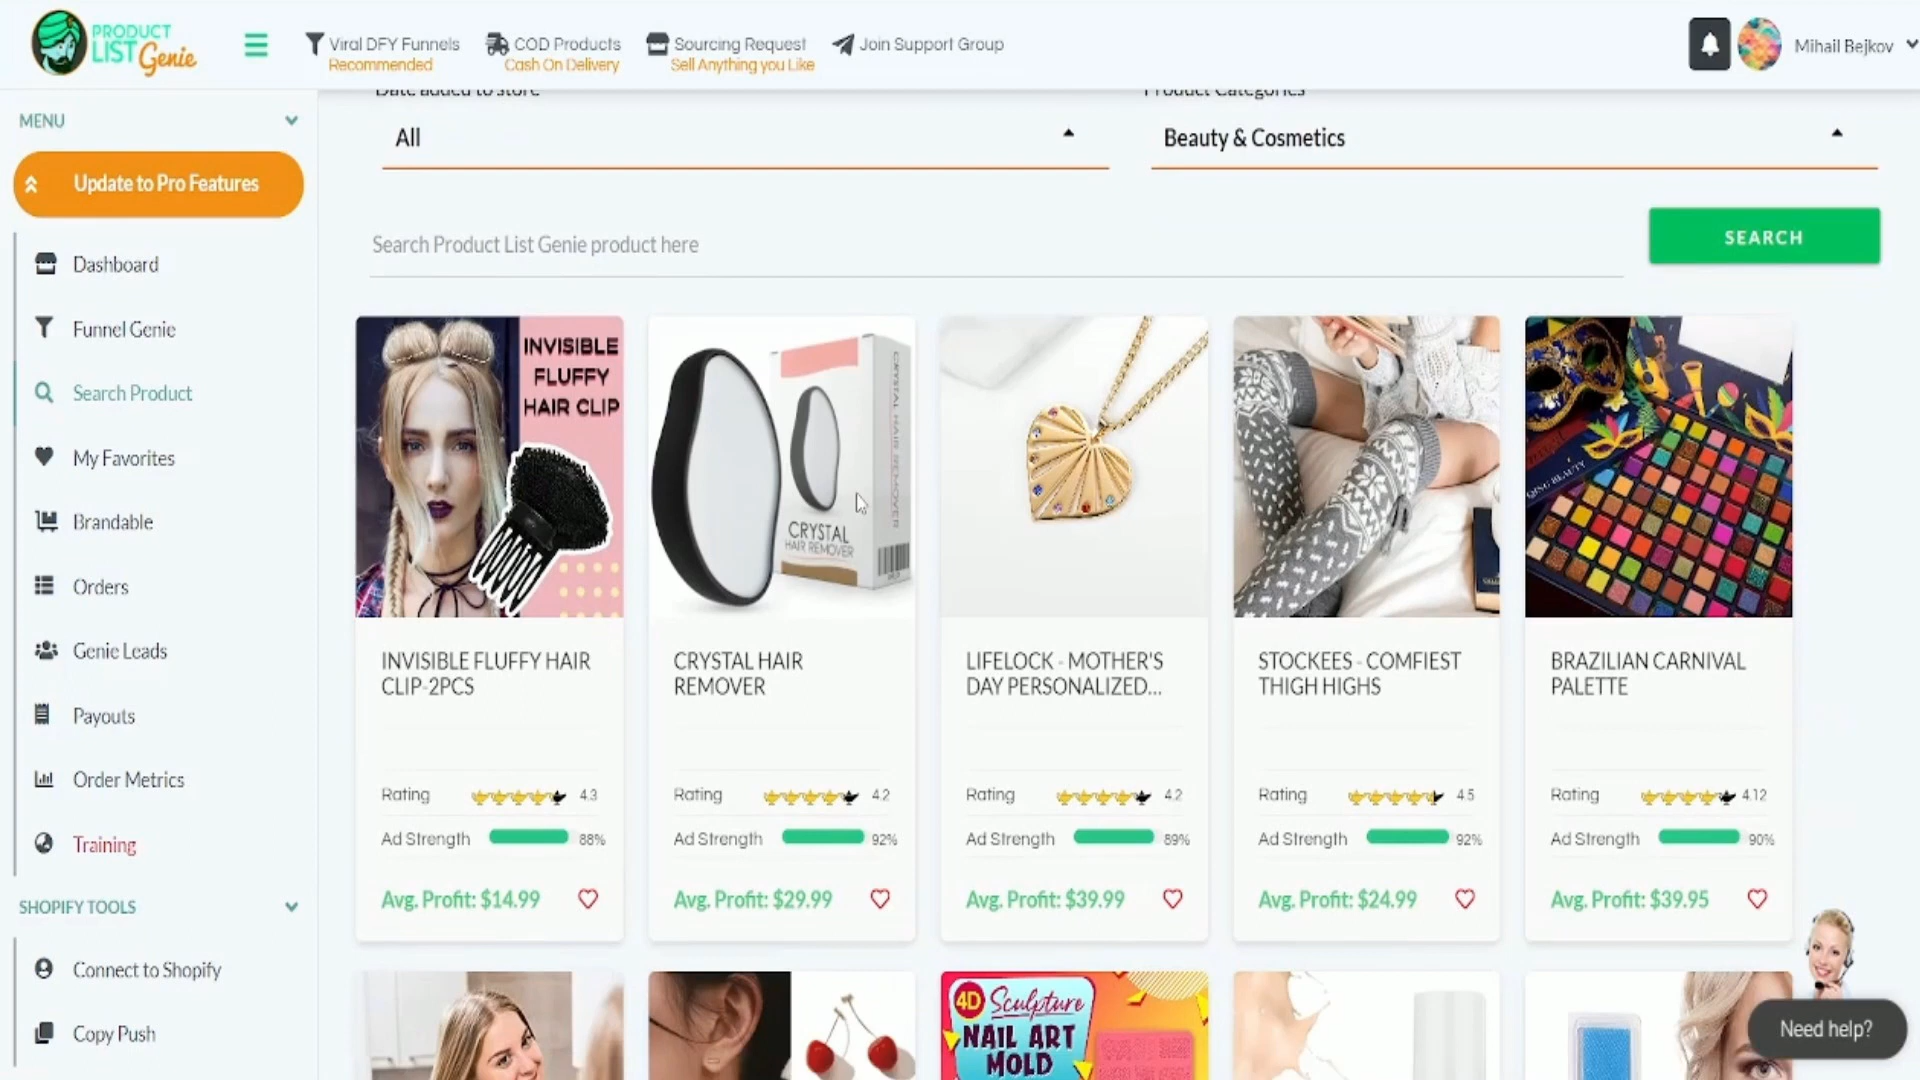 PRODUCT
LIST Genie
Viral DFY Funnels
Recommended
COD Products
Cash On Delivery
Sourcing Request
Sell Anything you Like
Join Support Group
Mihail Bejkov
MENU
Update to Pro Features
Dashboard
Funnel Genie
Search Product
My Favorites
Brandable
Orders
Genie Leads
Payouts
Order Metrics
Training
SHOPIFY TOOLS
Connect to Shopify
Copy Push
Date added to store
Product Categories
All
Beauty & Cosmetics
Search Product List Genie product here
SEARCH
INVISIBLE
FLUFFY
HAIR CLIP
CRYSTAL
HAIR REMOVER
CRYSTAL HAIR REMOVER
QING BEAUTY
INVISIBLE FLUFFY HAIR
CLIP-2PCS
Rating 4.3
Ad Strength 88%
Avg. Profit: $14.99
CRYSTAL HAIR
REMOVER
Rating 4.2
Ad Strength 92%
Avg. Profit: $29.99
LIFELOCK - MOTHER'S
DAY PERSONALIZED...
Rating 4.2
Ad Strength 89%
Avg. Profit: $39.99
STOCKEES - COMFIEST
THIGH HIGHS
Rating 4.5
Ad Strength 92%
Avg. Profit: $24.99
BRAZILIAN CARNIVAL
PALETTE
Rating 4.12
Ad Strength 90%
Avg. Profit: $39.95
4D Sculpture
NAIL ART
MOLD
Need help?